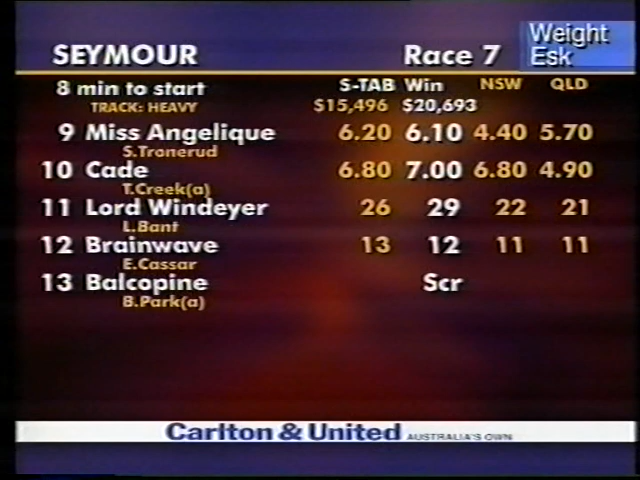 Weight
Esk
SEYMOUR Race 7
8 min to start S-TAB Win NSW QLD
TRACK: HEAVY $15,496 $20,693
9 Miss Angelique 6.20 6.10 4.40 5.70
S.Tronerud
10 Cade 6.80 7.00 6.80 4.90
T.Creek(a)
11 Lord Windeyer 26 29 22 21
L.Bant
12 Brainwave 13 12 11 11
E.Cassar
13 Balcopine Scr
B.Park(a)
Carlton & United AUSTRALIA'S OWN